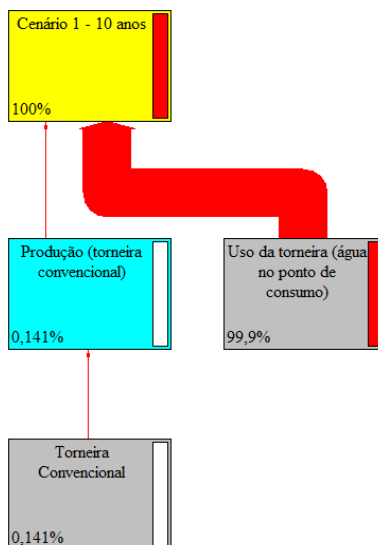 Cenário 1 - 10 anos
100%
Produção (torneira
convencional)
0,141%
Uso da torneira (água
no ponto de
consumo)
99,9%
Torneira
Convencional
0,141%